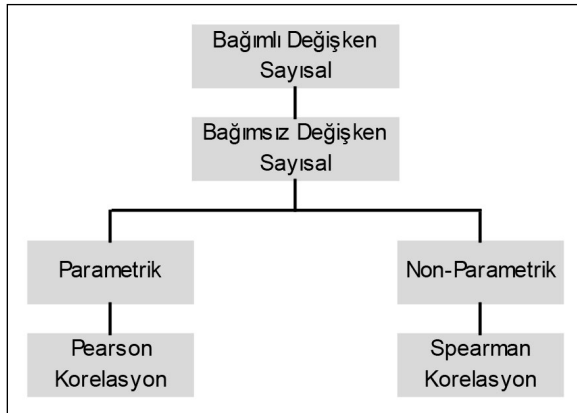 Bağımlı Değişken
Sayısal
Bağımsız Değişken
Sayısal
Parametrik
Non-Parametrik
Pearson
Korelasyon
Spearman
Korelasyon